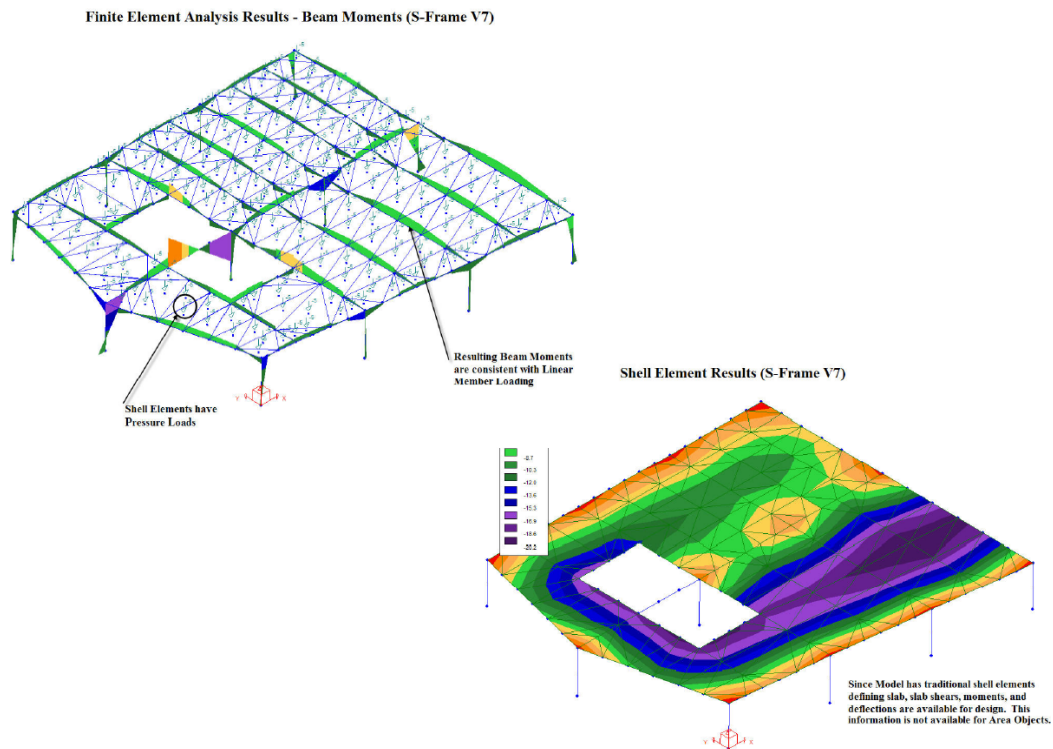 Finite Element Analysis Results - Beam Moments (S-Frame V7)
Resulting Beam Moments
are consistent with Linear
Member Loading
Shell Elements have
Pressure Loads
Y
X
Shell Element Results (S-Frame V7)
-8.7
-10.3
-12.0
-13.6
-15.3
-16.9
-18.6
-20.2
Since Model has traditional shell elements
defining slab, slab shears, moments, and
deflections are available for design. This
information is not available for Area Objects.
Y
X